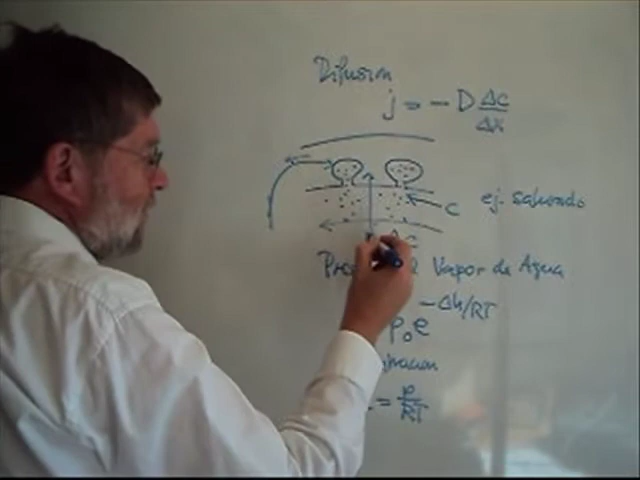 Difusion
j = - D Δc/Δx
c ej. saliendo
Δc
Vapor de Agua
p₀e^-Δh/RT
= p/RT